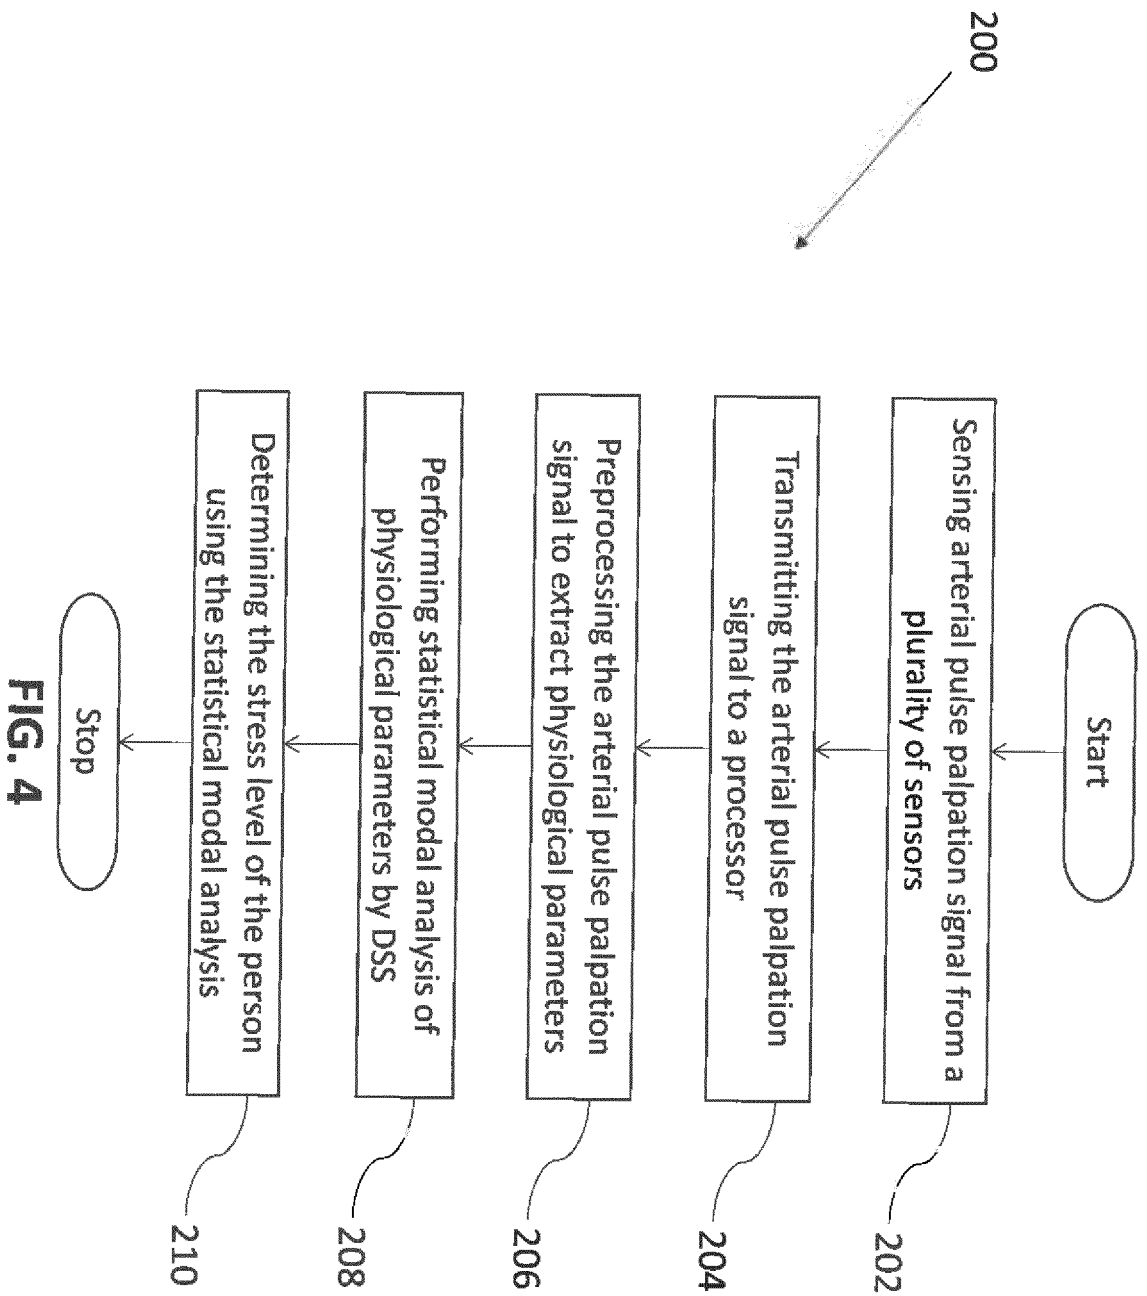 200
Start
Sensing arterial pulse palpation signal from a
plurality of sensors
202
Transmitting the arterial pulse palpation
signal to a processor
204
Preprocessing the arterial pulse palpation
signal to extract physiological parameters
206
Performing statistical modal analysis of
physiological parameters by DSS
208
Determining the stress level of the person
using the statistical modal analysis
210
Stop
FIG. 4